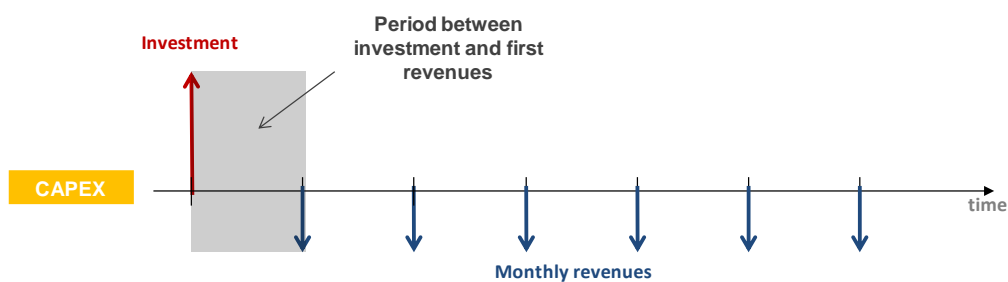 Period between
investment and first
revenues
Investment
CAPEX
time
Monthly revenues